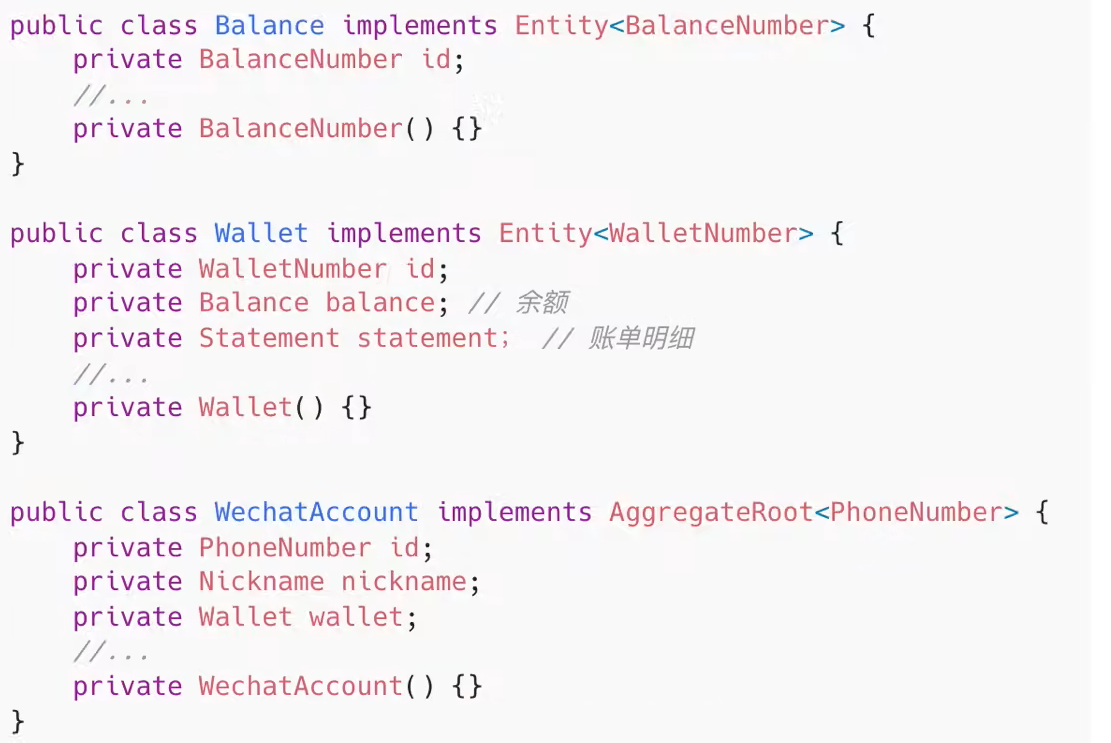 public class Balance implements Entity<BalanceNumber> {
    private BalanceNumber id;
    //...
    private BalanceNumber() {}
}

public class Wallet implements Entity<WalletNumber> {
    private WalletNumber id;
    private Balance balance; // 余额
    private Statement statement； // 账单明细
    //...
    private Wallet() {}
}

public class WechatAccount implements AggregateRoot<PhoneNumber> {
    private PhoneNumber id;
    private Nickname nickname;
    private Wallet wallet;
    //...
    private WechatAccount() {}
}